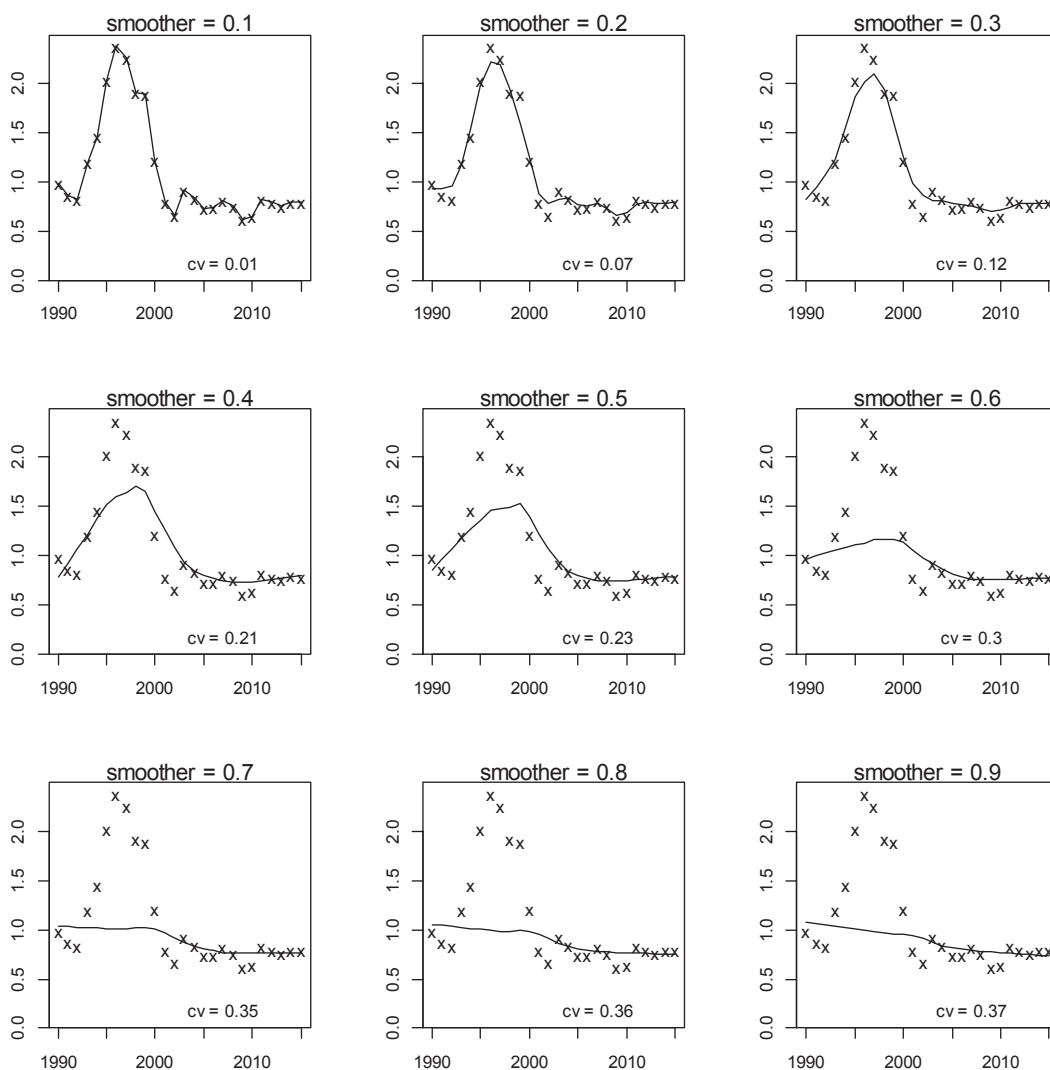 smoother = 0.1
smoother = 0.2
smoother = 0.3
2.0
1.5
1.0
0.5
0.0
cv = 0.01
1990 2000 2010
2.0
1.5
1.0
0.5
0.0
cv = 0.07
1990 2000 2010
2.0
1.5
1.0
0.5
0.0
cv = 0.12
1990 2000 2010
smoother = 0.4
smoother = 0.5
smoother = 0.6
2.0
1.5
1.0
0.5
0.0
cv = 0.21
1990 2000 2010
2.0
1.5
1.0
0.5
0.0
cv = 0.23
1990 2000 2010
2.0
1.5
1.0
0.5
0.0
cv = 0.3
1990 2000 2010
smoother = 0.7
smoother = 0.8
smoother = 0.9
2.0
1.5
1.0
0.5
0.0
cv = 0.35
1990 2000 2010
2.0
1.5
1.0
0.5
0.0
cv = 0.36
1990 2000 2010
2.0
1.5
1.0
0.5
0.0
cv = 0.37
1990 2000 2010